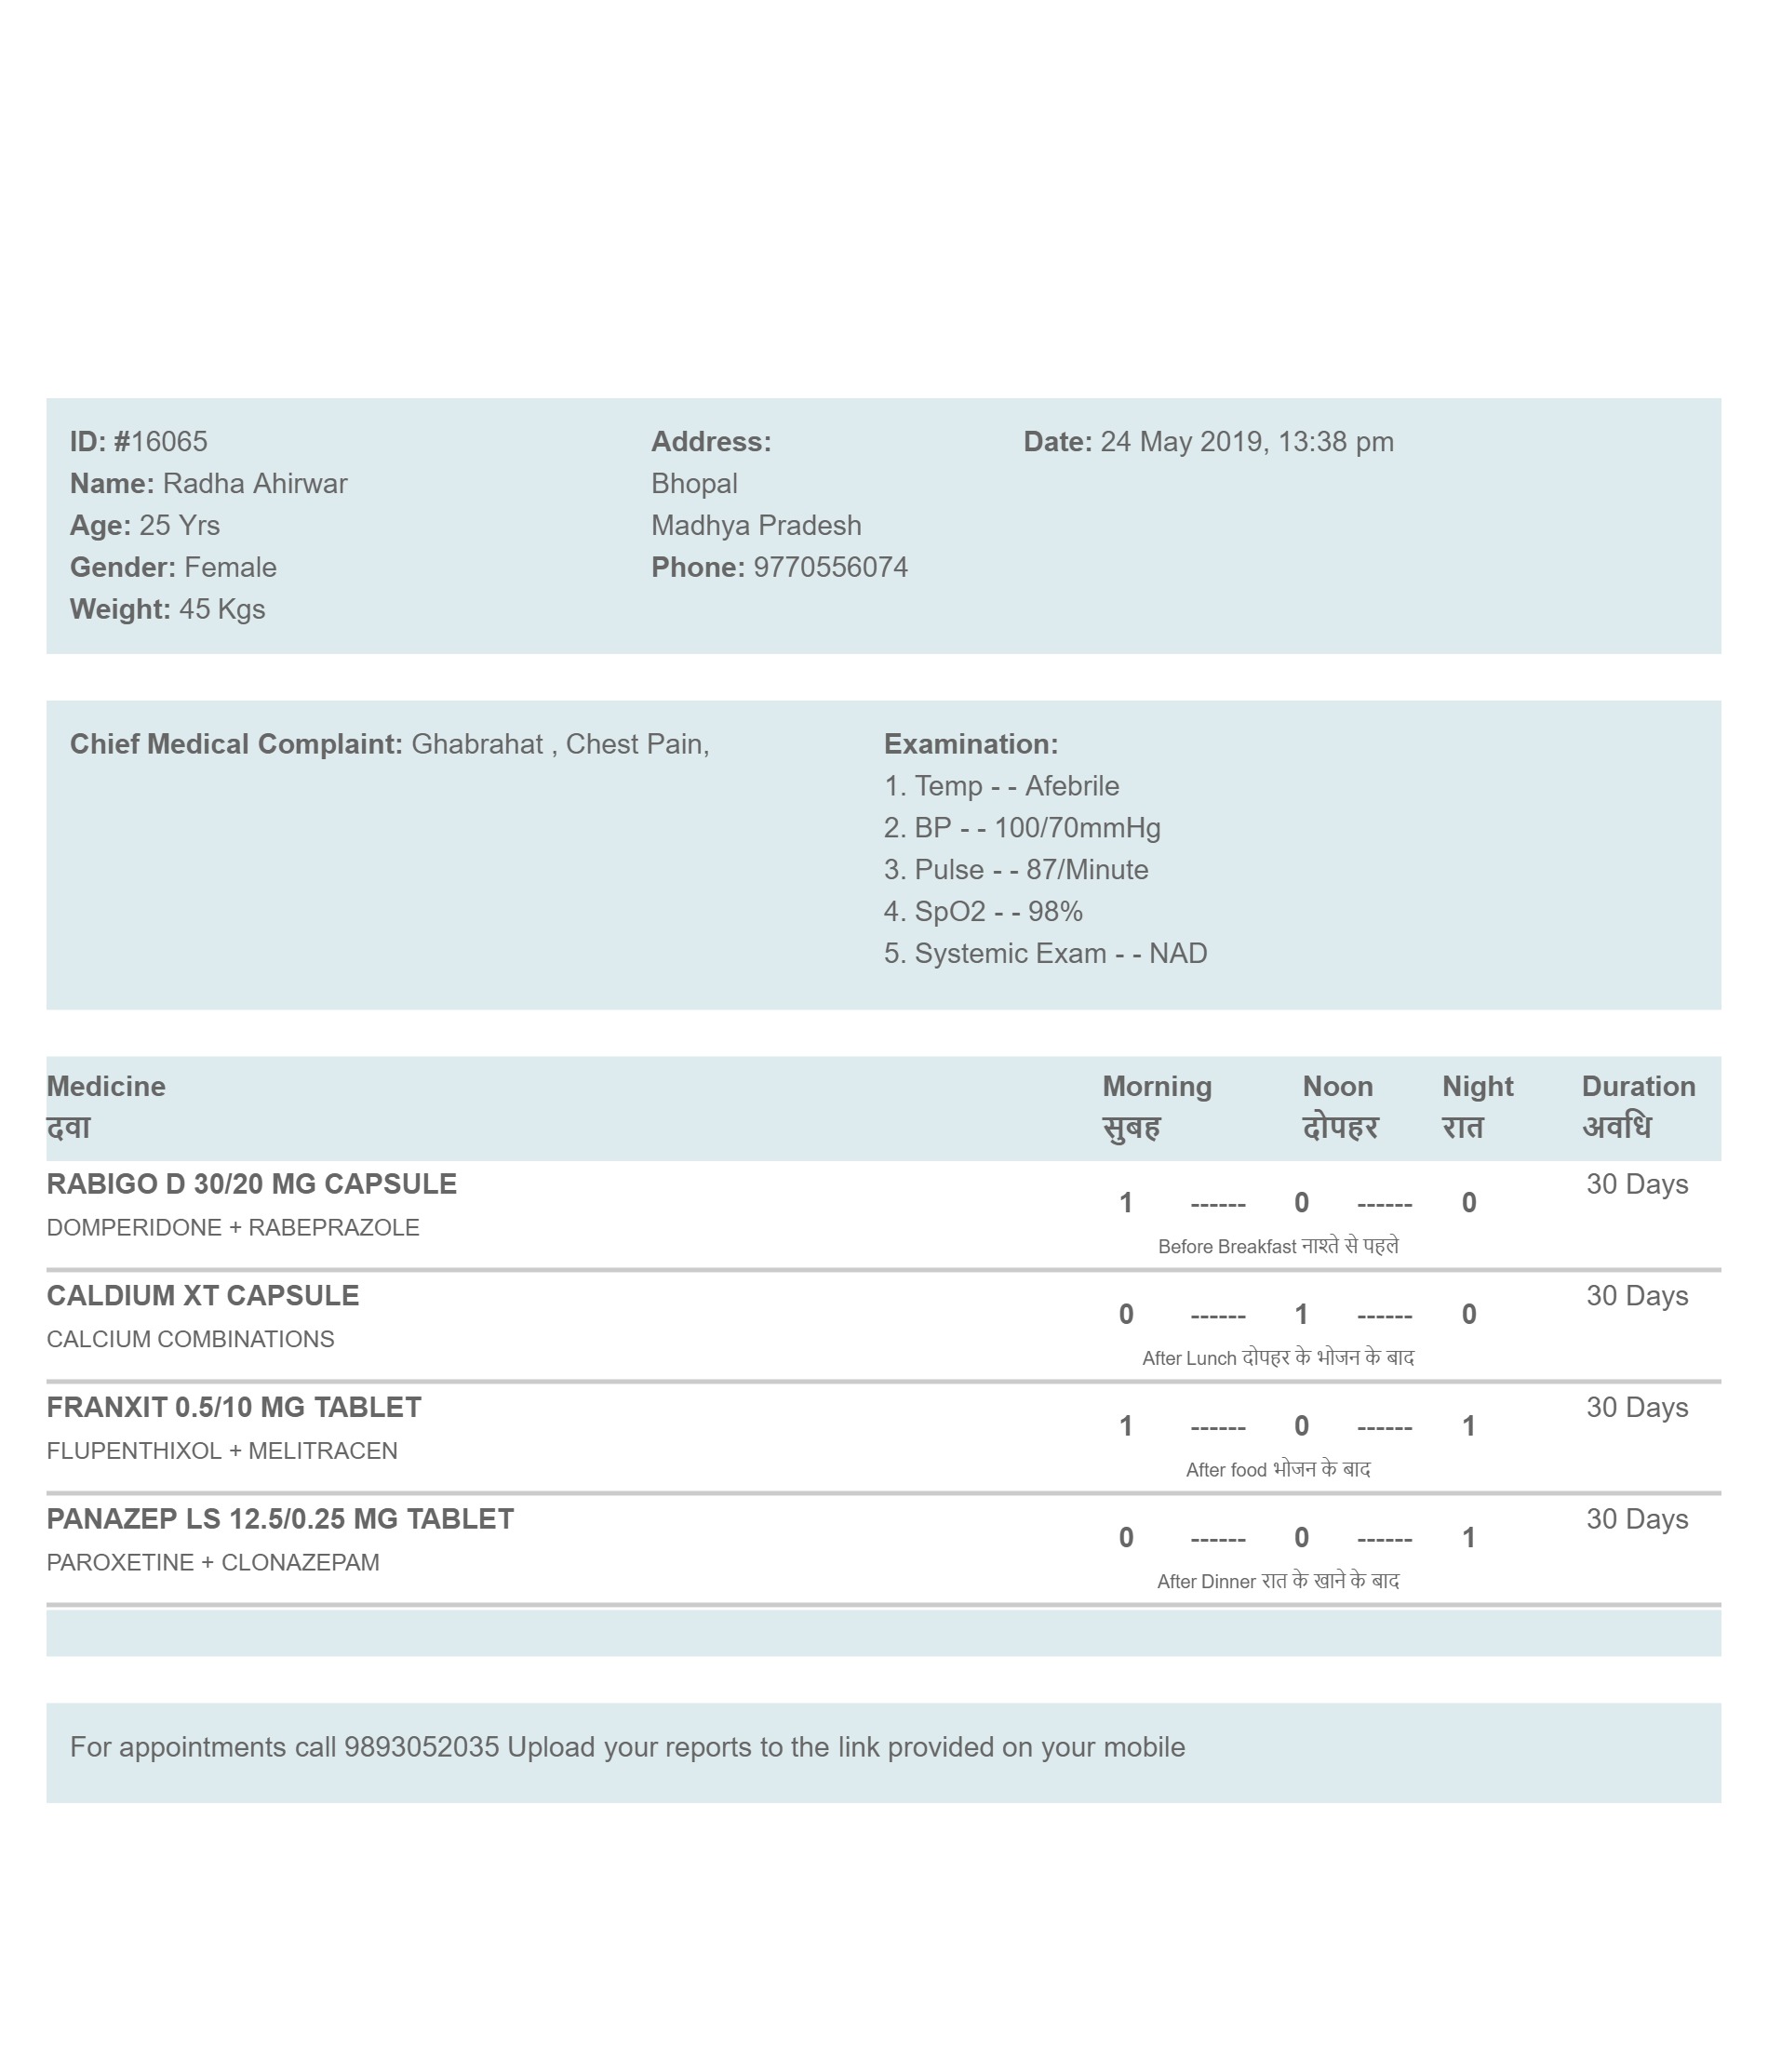 ID: #16065
Name: Radha Ahirwar
Age: 25 Yrs
Gender: Female
Weight: 45 Kgs
Address:
Bhopal
Madhya Pradesh
Phone: 9770556074
Date: 24 May 2019, 13:38 pm
Chief Medical Complaint: Ghabrahat , Chest Pain,
Examination:
1. Temp - - Afebrile
2. BP - - 100/70mmHg
3. Pulse - - 87/Minute
4. SpO2 - - 98%
5. Systemic Exam - - NAD
Medicine Morning Noon Night Duration
दवा सुबह दोपहर रात अवधि
RABIGO D 30/20 MG CAPSULE 30 Days
1 ------ 0 ------ 0
DOMPERIDONE + RABEPRAZOLE
Before Breakfast नाश्ते से पहले
CALDIUM XT CAPSULE 30 Days
0 ------ 1 ------ 0
CALCIUM COMBINATIONS
After Lunch दोपहर के भोजन के बाद
FRANXIT 0.5/10 MG TABLET 30 Days
1 ------ 0 ------ 1
FLUPENTHIXOL + MELITRACEN
After food भोजन के बाद
PANAZEP LS 12.5/0.25 MG TABLET 30 Days
0 ------ 0 ------ 1
PAROXETINE + CLONAZEPAM
After Dinner रात के खाने के बाद
For appointments call 9893052035 Upload your reports to the link provided on your mobile